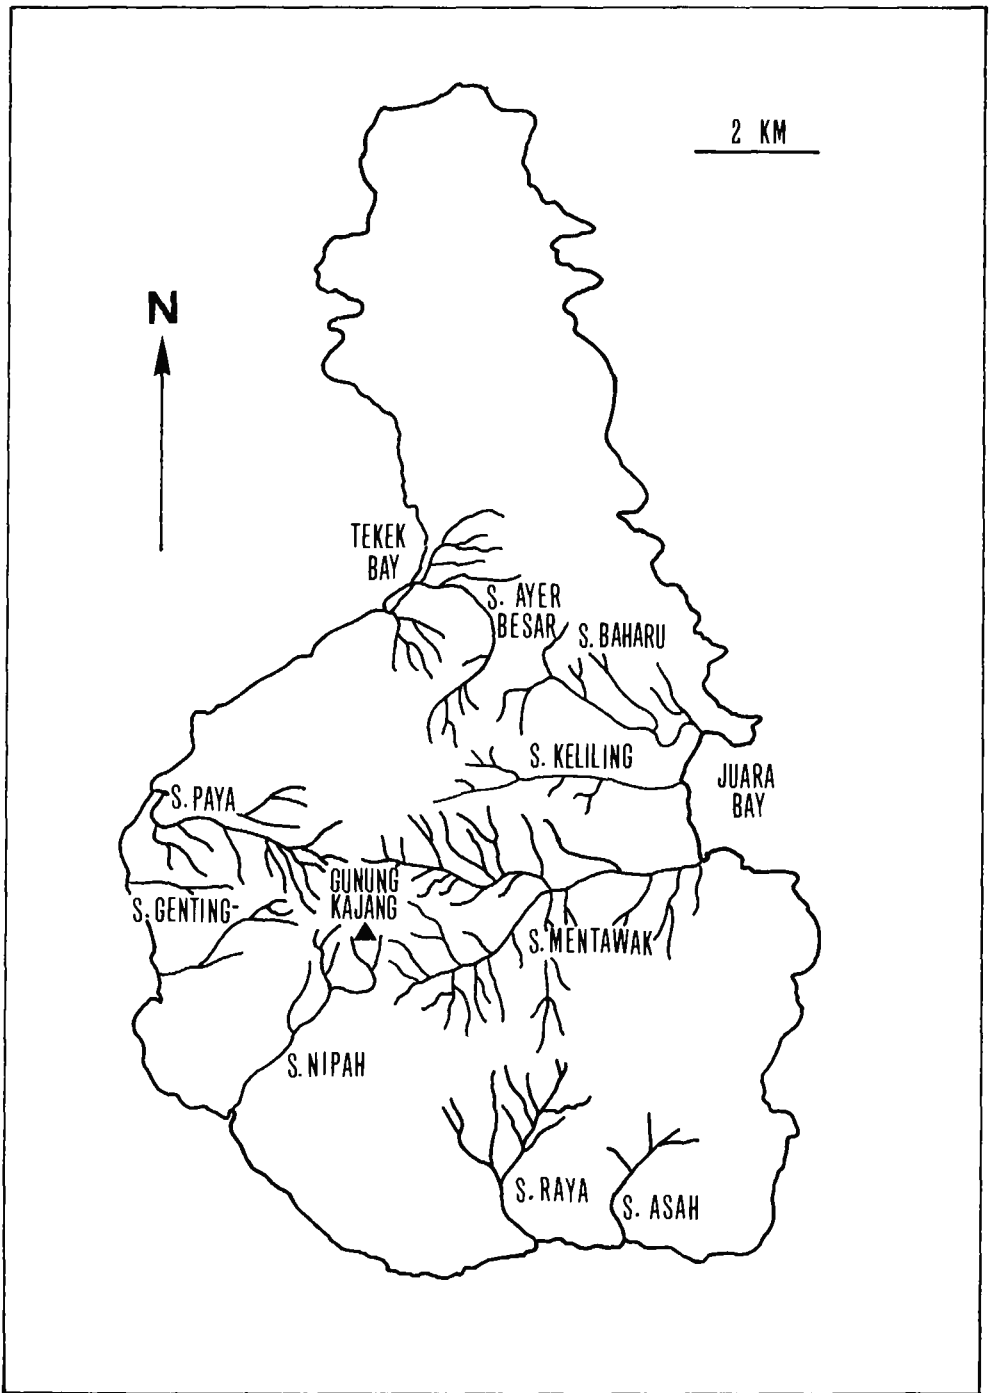 2 KM
N
TEKEK
BAY
S. AYER
BESAR
S. BAHARU
S. KELILING
JUARA
BAY
S. PAYA
GUNUNG
KAJANG
S. GENTING-
S. MENTAWAK
S. NIPAH
S. RAYA
S. ASAH